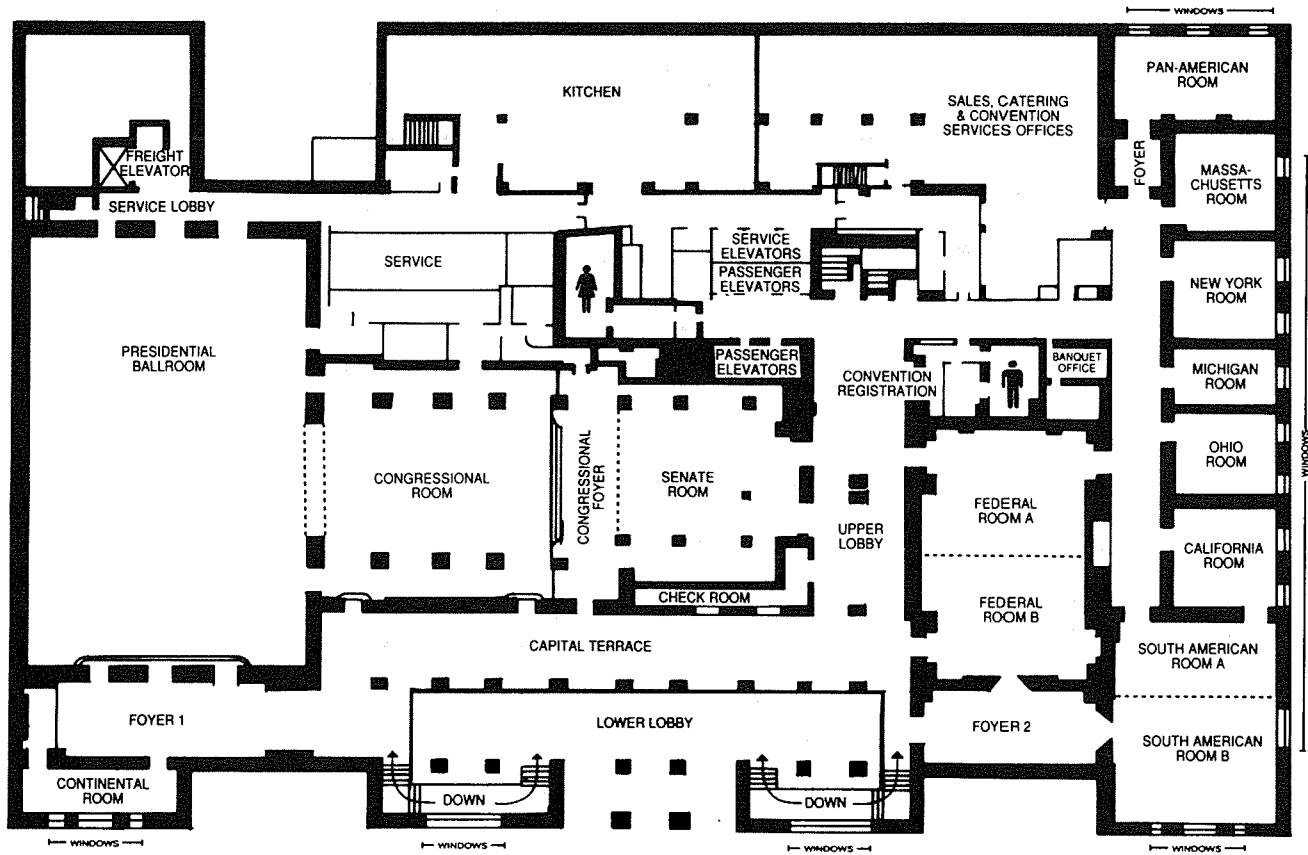 WINDOWS
PAN-AMERICAN
ROOM
KITCHEN
SALES, CATERING
& CONVENTION
SERVICES OFFICES
FREIGHT
ELEVATOR
FOYER
MASSA-
CHUSETTS
ROOM
SERVICE LOBBY
SERVICE
SERVICE
ELEVATORS
PASSENGER
ELEVATORS
NEW YORK
ROOM
PRESIDENTIAL
BALLROOM
PASSENGER
ELEVATORS
CONVENTION
REGISTRATION
BANQUET
OFFICE
MICHIGAN
ROOM
WINDOWS
OHIO
ROOM
CONGRESSIONAL
ROOM
CONGRESSIONAL
FOYER
SENATE
ROOM
UPPER
LOBBY
FEDERAL
ROOM A
CALIFORNIA
ROOM
CHECK ROOM
FEDERAL
ROOM B
CAPITAL TERRACE
SOUTH AMERICAN
ROOM A
FOYER 1
LOWER LOBBY
FOYER 2
SOUTH AMERICAN
ROOM B
CONTINENTAL
ROOM
DOWN
DOWN
WINDOWS
WINDOWS
WINDOWS
WINDOWS